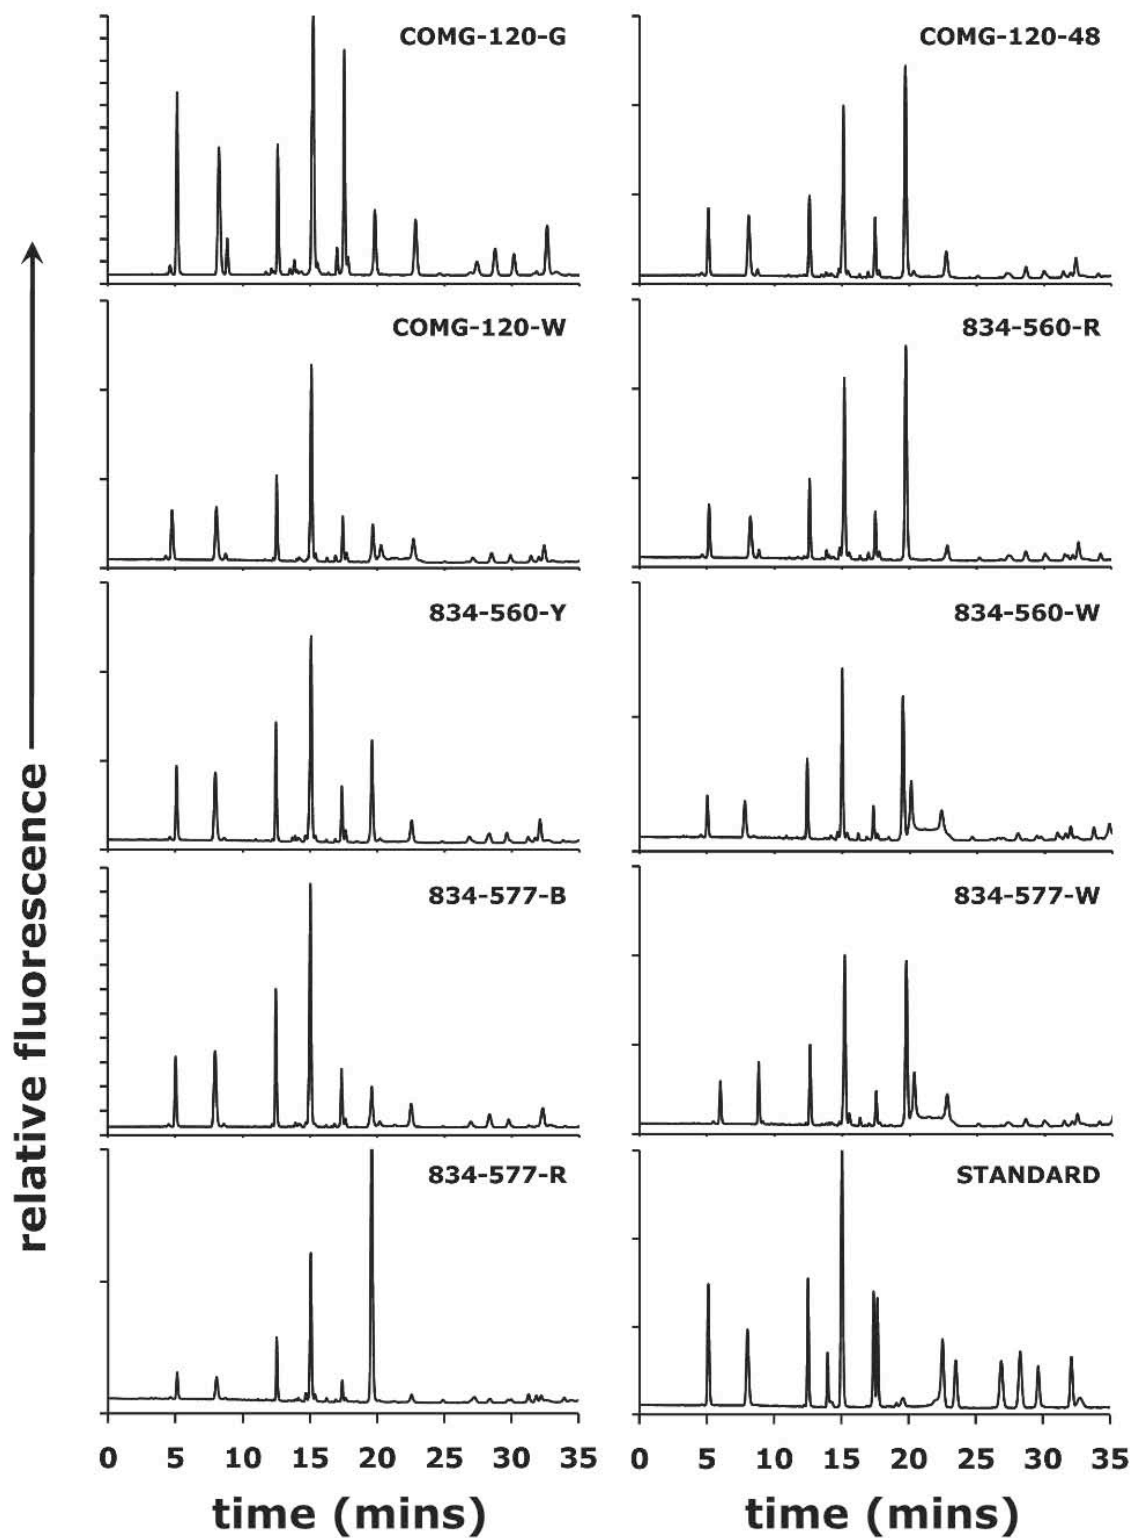 COMG-120-G
COMG-120-48
COMG-120-W
834-560-R
834-560-Y
834-560-W
834-577-B
834-577-W
834-577-R
STANDARD
relative fluorescence
0 5 10 15 20 25 30 35
0 5 10 15 20 25 30 35
time (mins)
time (mins)